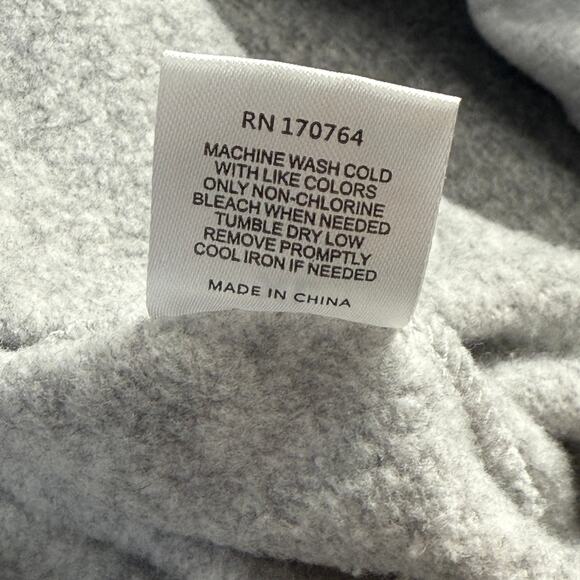 RN 170764
MACHINE WASH COLD
WITH LIKE COLORS
ONLY NON-CHLORINE
BLEACH WHEN NEEDED
TUMBLE DRY LOW
REMOVE PROMPTLY
COOL IRON IF NEEDED
MADE IN CHINA